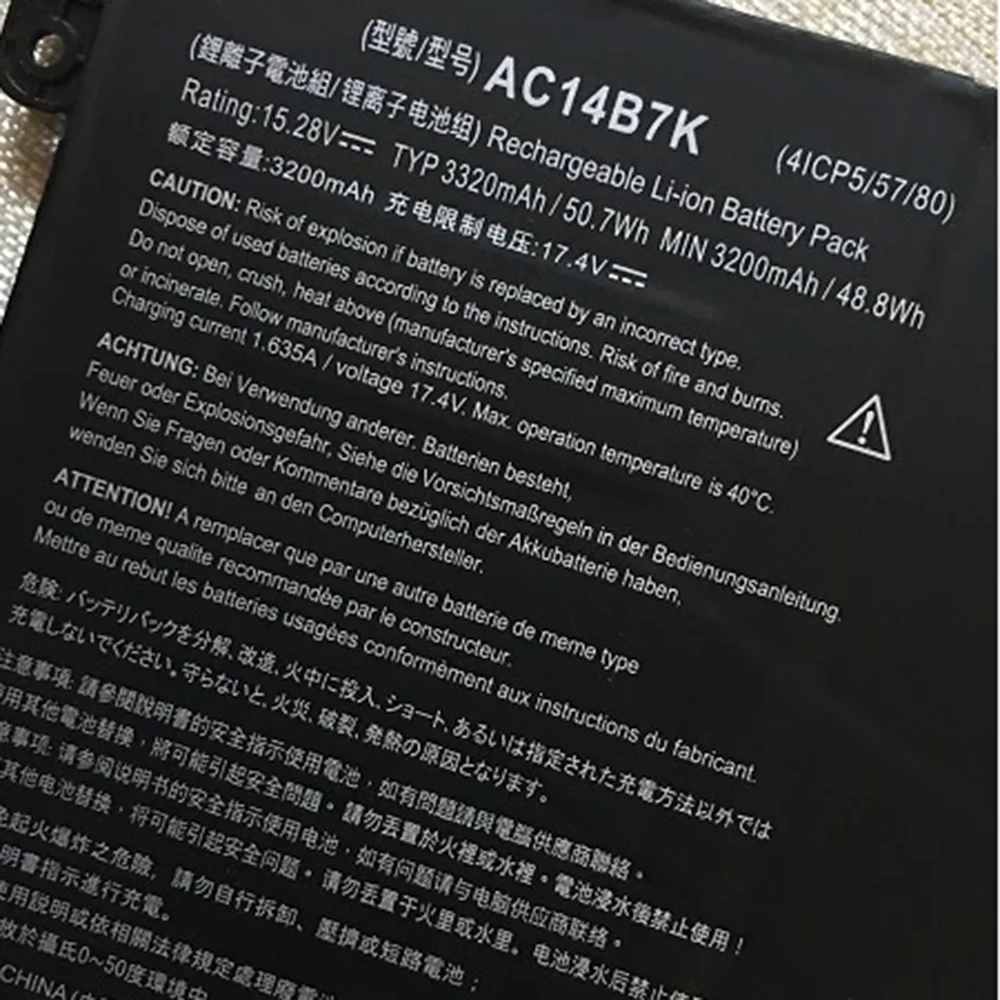 (型號/型号) AC14B7K (4ICP5/57/80)
(鋰離子電池組/锂离子电池组) Rechargeable Li-ion Battery Pack
Rating:15.28V⎓ TYP 3320mAh / 50.7Wh MIN 3200mAh / 48.8Wh
额定容量:3200mAh 充电限制电压:17.4V⎓
CAUTION: Risk of explosion if battery is replaced by an incorrect type.
Dispose of used batteries according to the instructions. Risk of fire and burns.
Do not open, crush, heat above (manufacturer's specified maximum temperature)
or incinerate. Follow manufacturer's instructions.
Charging current 1.635A / voltage 17.4V. Max. operation temperature is 40°C.
ACHTUNG: Bei Verwendung anderer. Batterien besteht,
Feuer oder Explosionsgefahr, Siehe die Vorsichtsmaßregeln in der Bedienungsanleitung.
Wenn Sie Fragen oder Kommentare bezüglich der Akkubatterie haben,
wenden Sie sich bitte an den Computerhersteller.
ATTENTION! A remplacer que par une autre batterie de meme type
ou de meme qualite recommandée par le constructeur.
Mettre au rebut les batteries usagées conformèment aux instructions du fabricant.
危険: バッテリパックを分解、改造、火中に投入、ショート、あるいは指定された充電方法以外では
充電しないでください。守らないと、火災、破裂、発熱の原因となります。
注意事項: 請參閱說明書的安全指示使用電池，如有問題請與電腦供應商聯絡。
用其他電池替換，將可能引起安全問題。請勿丟置於火裡或水裡。電池浸水後禁止使用！
事项: 请参阅说明书的安全指示使用电池，如有问题请与电脑供应商联络。
其他电池替换，将可能引起安全问题。请勿丢置于火里或水里。电池浸水后禁止使
起火爆炸之危險，請勿自行拆卸、壓擠或短路電池；
明書指示進行充電。
用說明或依相關法律規定處理廢電池
放於攝氏0~50度環境中
CHINA